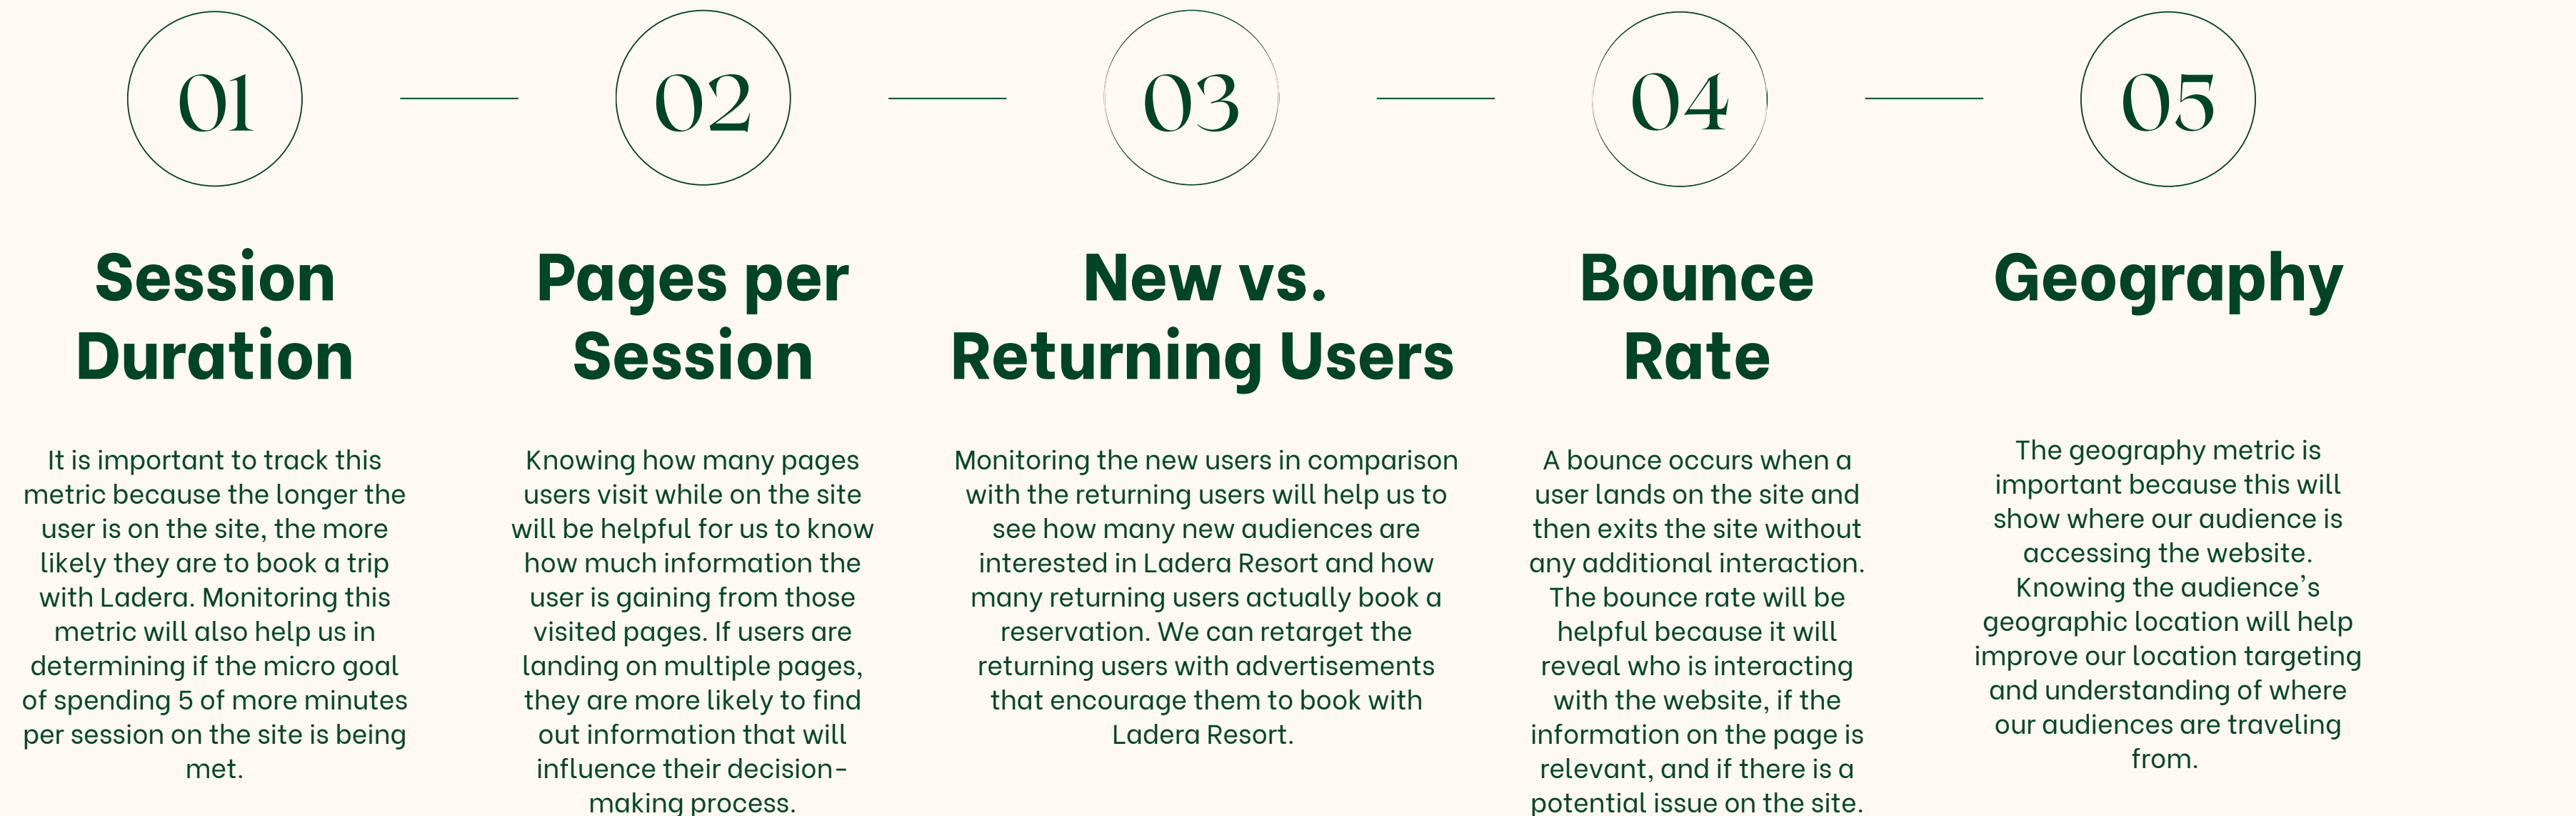 01
Session
Duration
It is important to track this
metric because the longer the
user is on the site, the more
likely they are to book a trip
with Ladera. Monitoring this
metric will also help us in
determining if the micro goal
of spending 5 of more minutes
per session on the site is being
met.
02
Pages per
Session
Knowing how many pages
users visit while on the site
will be helpful for us to know
how much information the
user is gaining from those
visited pages. If users are
landing on multiple pages,
they are more likely to find
out information that will
influence their decision-
making process.
03
New vs.
Returning Users
Monitoring the new users in comparison
with the returning users will help us to
see how many new audiences are
interested in Ladera Resort and how
many returning users actually book a
reservation. We can retarget the
returning users with advertisements
that encourage them to book with
Ladera Resort.
04
Bounce
Rate
A bounce occurs when a
user lands on the site and
then exits the site without
any additional interaction.
The bounce rate will be
helpful because it will
reveal who is interacting
with the website, if the
information on the page is
relevant, and if there is a
potential issue on the site.
05
Geography
The geography metric is
important because this will
show where our audience is
accessing the website.
Knowing the audience’s
geographic location will help
improve our location targeting
and understanding of where
our audiences are traveling
from.